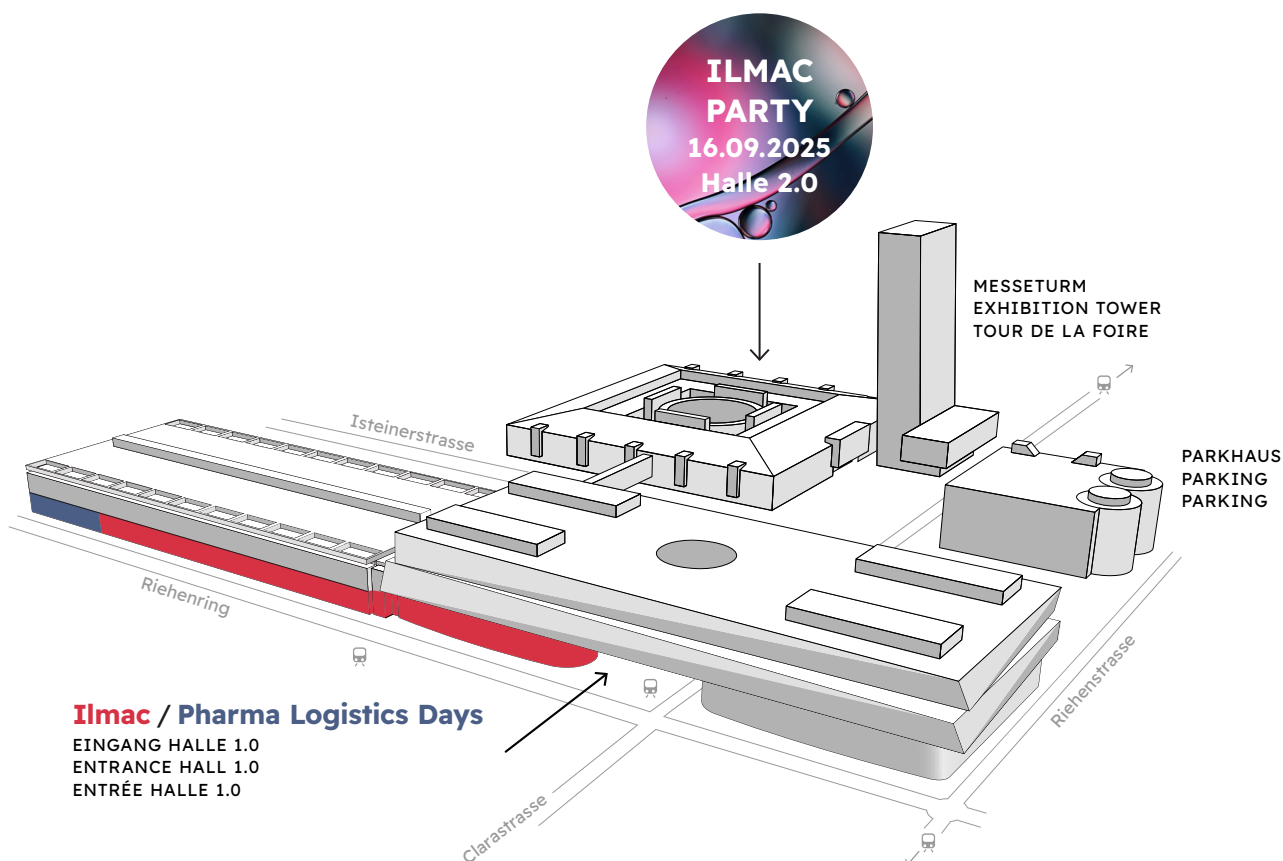 ILMAC
PARTY
16.09.2025
Halle 2.0
MESSETURM
EXHIBITION TOWER
TOUR DE LA FOIRE
Isteinerstrasse
PARKHAUS
PARKING
PARKING
Riehenring
Riehenstrasse
Ilmac / Pharma Logistics Days
EINGANG HALLE 1.0
ENTRANCE HALL 1.0
ENTRÉE HALLE 1.0
Clarastrasse